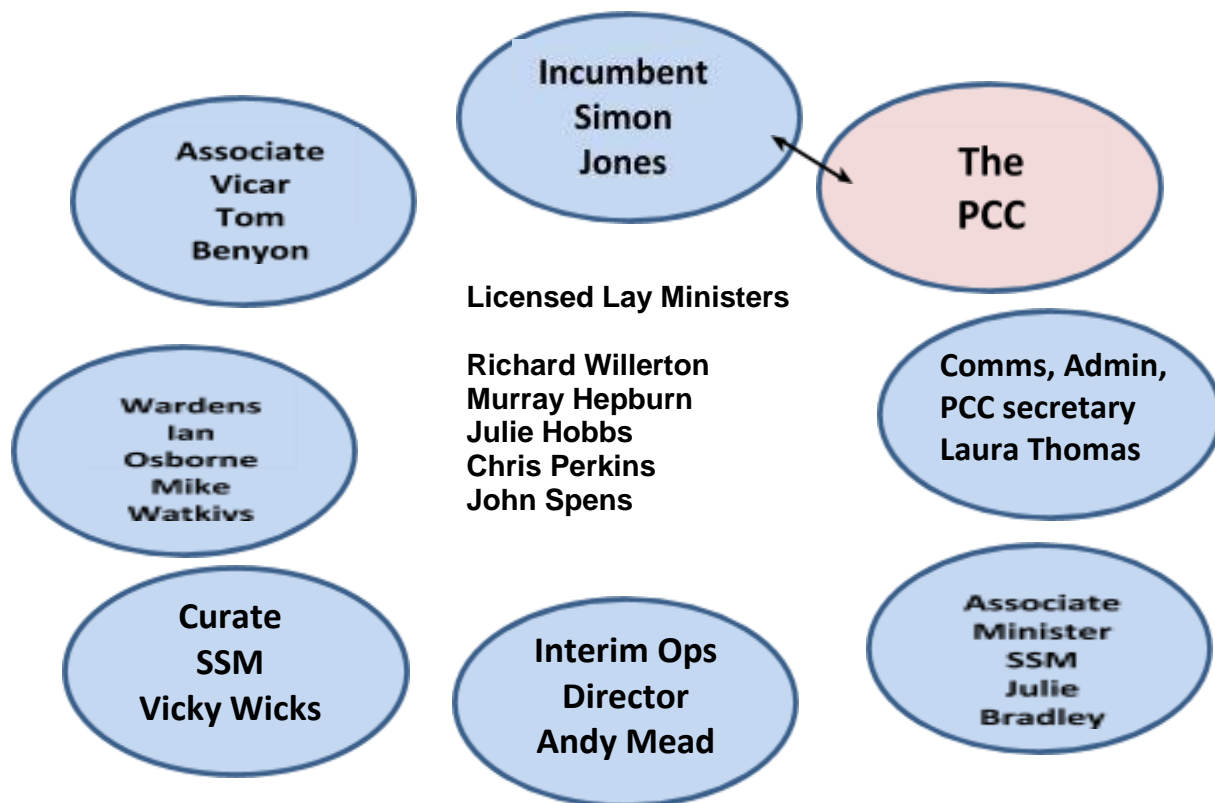 Incumbent
Simon
Jones
The
PCC
Associate
Vicar
Tom
Benyon
Licensed Lay Ministers
Richard Willerton
Murray Hepburn
Julie Hobbs
Chris Perkins
John Spens
Comms, Admin,
PCC secretary
Laura Thomas
Wardens
Ian
Osborne
Mike
Watkivs
Curate
SSM
Vicky Wicks
Interim Ops
Director
Andy Mead
Associate
Minister
SSM
Julie
Bradley